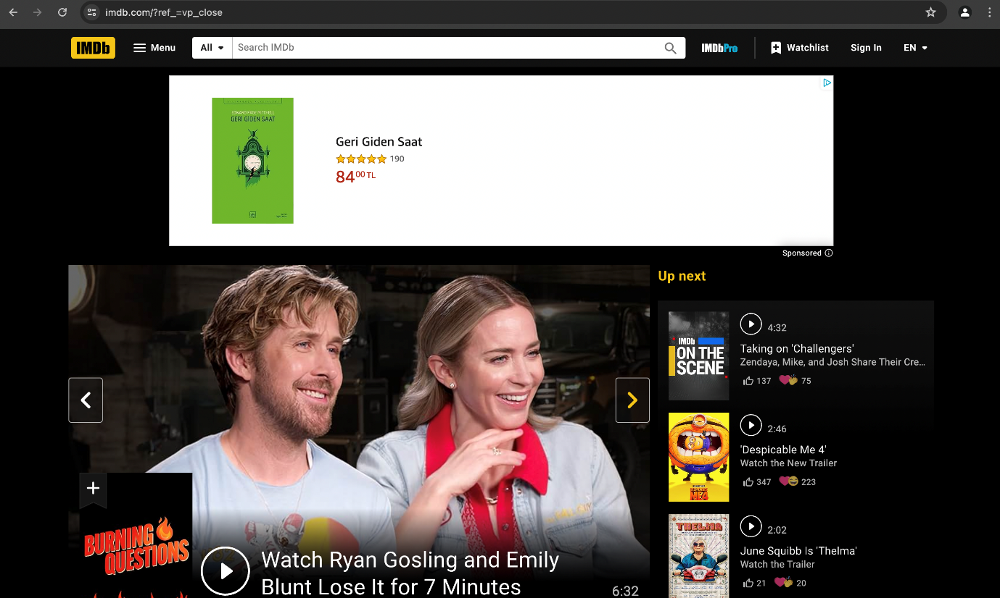 imdb.com/?ref_=vp_close
IMDb
Menu
All
Search IMDb
IMDbPro
Watchlist
Sign In
EN
EDWARD PAGE MITCHELL
GERİ GİDEN SAAT
Geri Giden Saat
190
84 00 TL
Sponsored
Up next
IMDb
ON THE
SCENE
4:32
Taking on 'Challengers'
Zendaya, Mike, and Josh Share Their Cre...
137
75
2:46
'Despicable Me 4'
Watch the New Trailer
347
223
DESPICABLE
ME4
THELMA
2:02
June Squibb Is 'Thelma'
Watch the Trailer
21
20
BURNING
QUESTIONS
Watch Ryan Gosling and Emily
Blunt Lose It for 7 Minutes
6:32